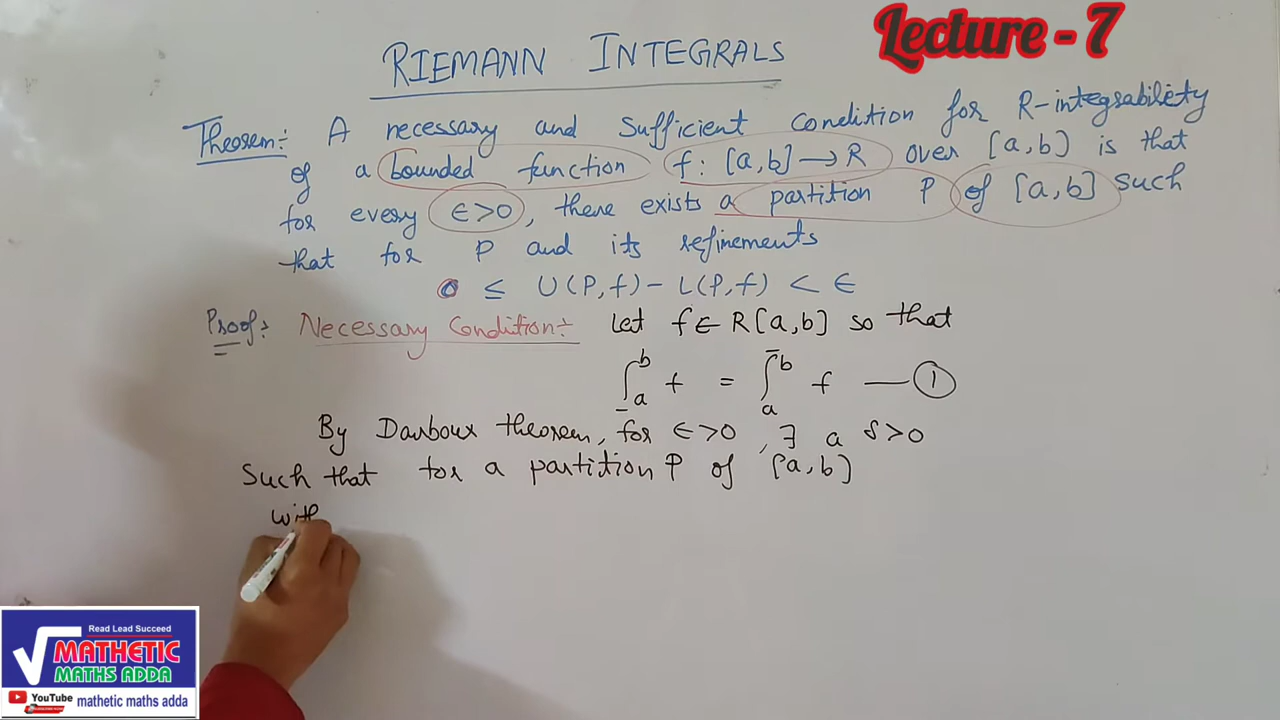 Lecture - 7
RIEMANN INTEGRALS
Theorem:- A necessary and sufficient condition for R-integrability
of a bounded function f: [a,b] → R over [a,b] is that
for every ϵ>0, there exists a partition P of [a,b] such
that for P and its refinements
0 ≤ U(P,f) - L(P,f) < ϵ
Proof:- Necessary Condition:- Let f ∈ R[a,b] so that
∫̲ₐᵇ f = ∫̅ₐᵇ f — ①
By Darboux theorem, for ϵ>0, ∃ a δ>0
Such that for a partition P of [a,b]
with
Read Lead Succeed
MATHETIC
MATHS ADDA
YouTube mathetic maths adda